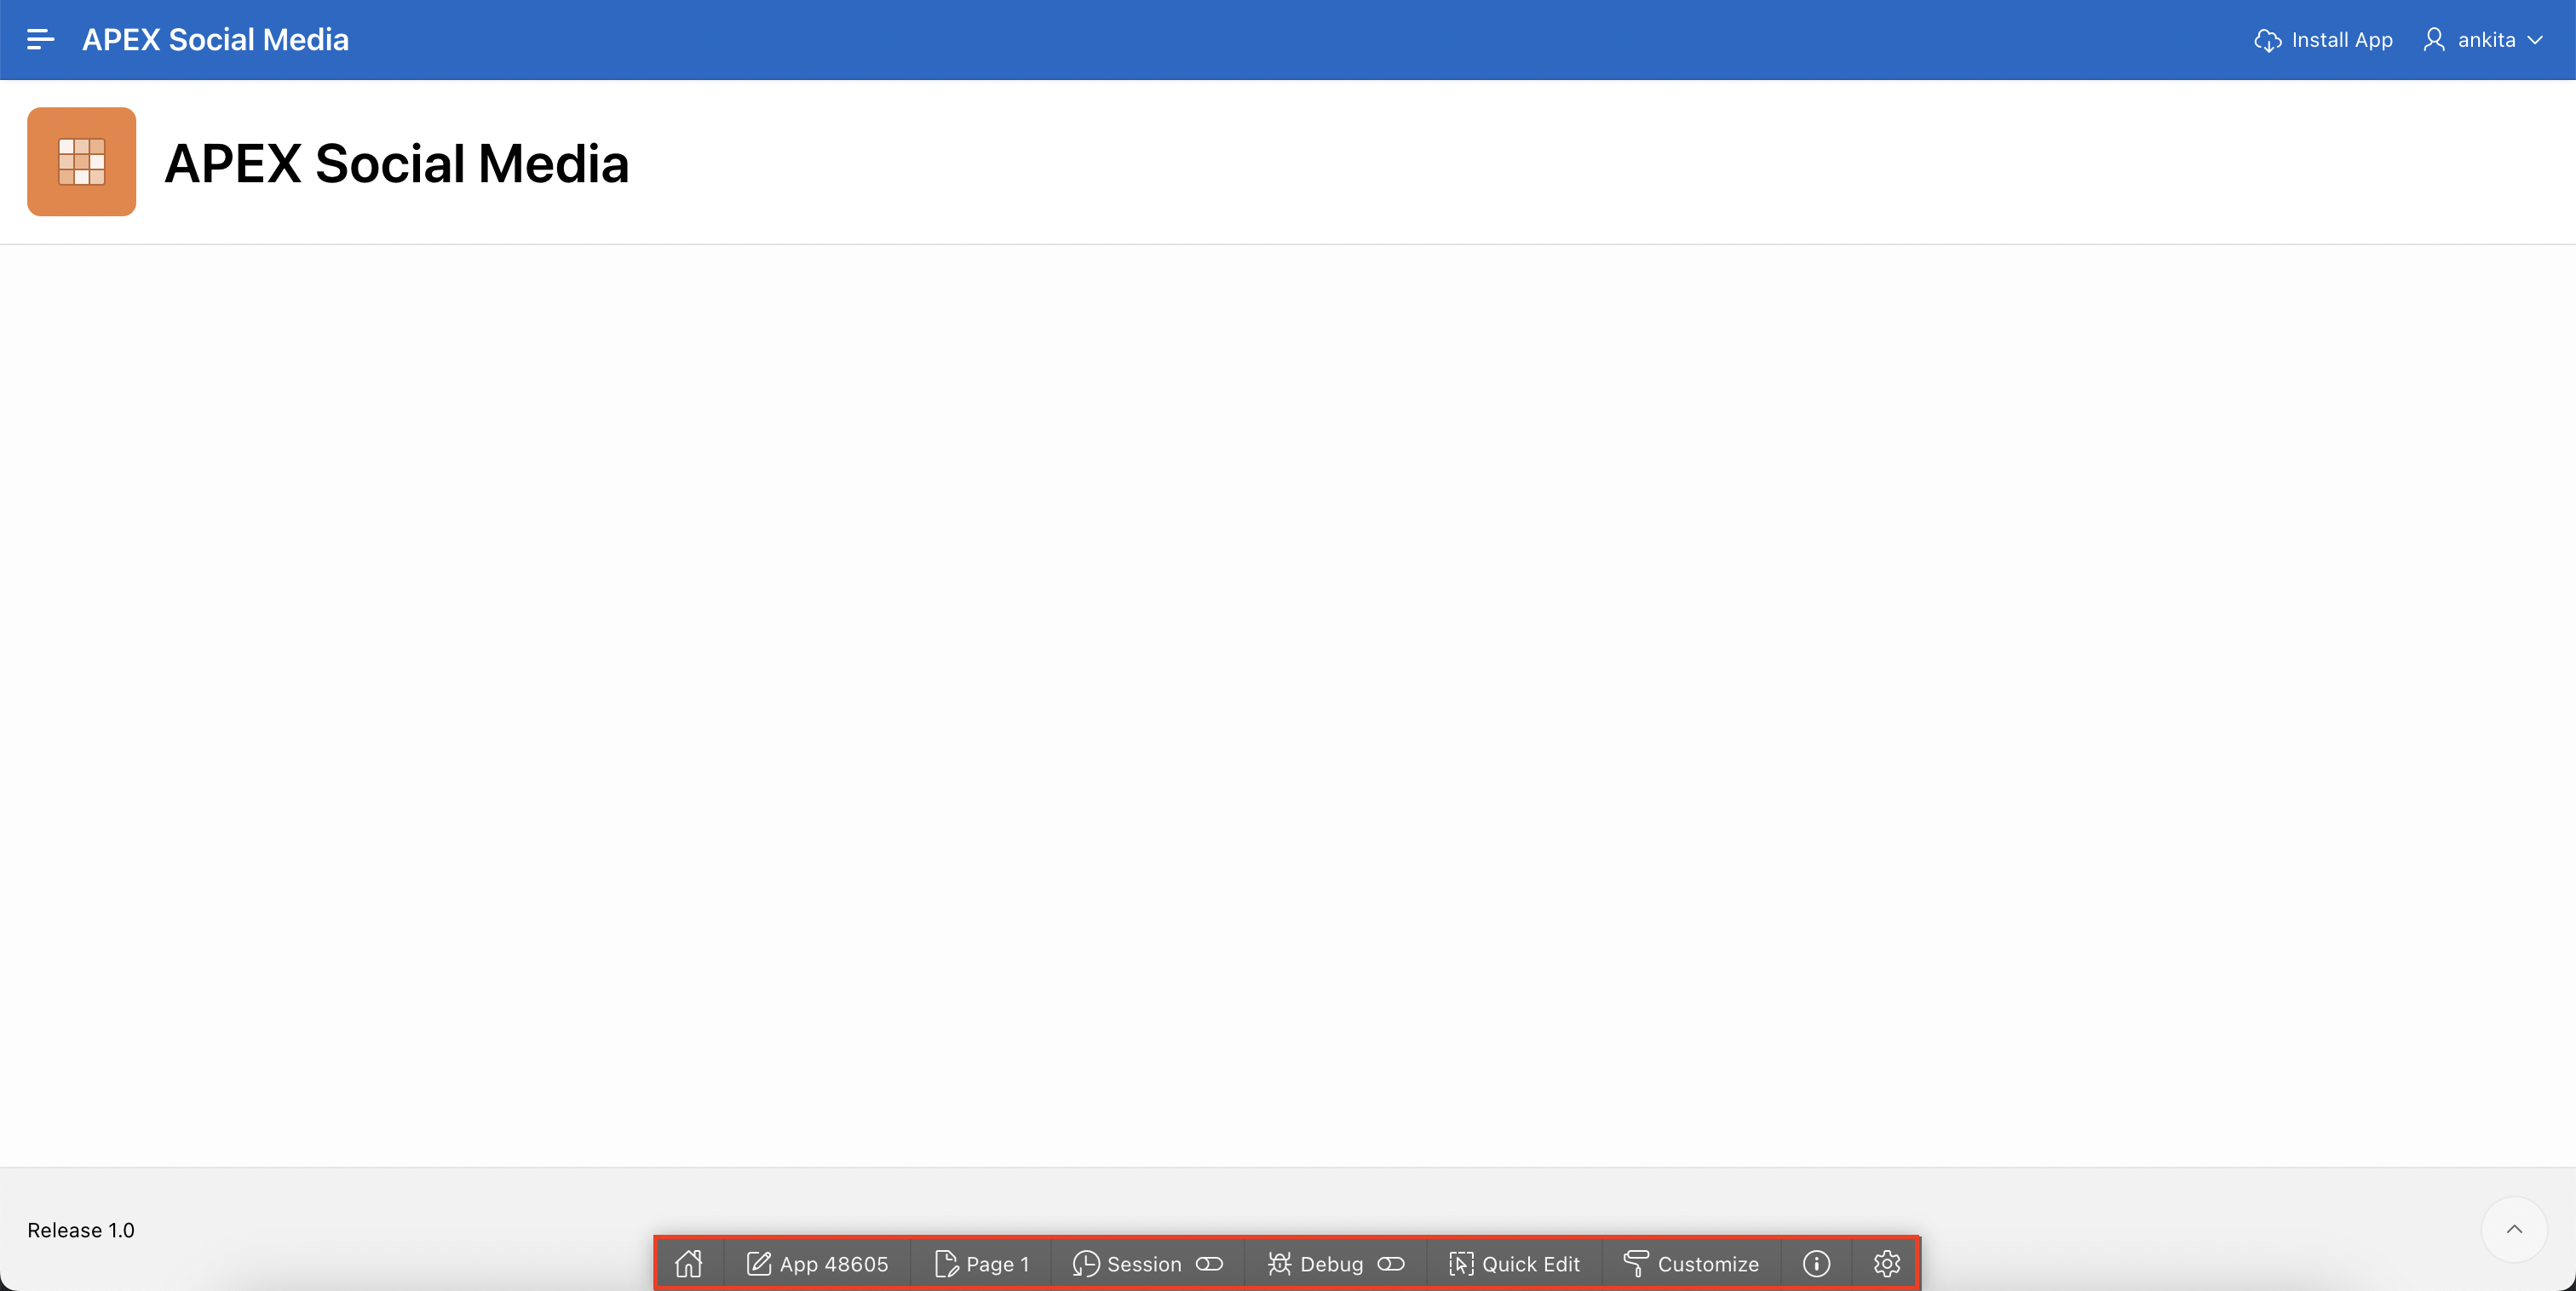 APEX Social Media
Install App
ankita
APEX Social Media
Release 1.0
App 48605
Page 1
Session
Debug
Quick Edit
Customize